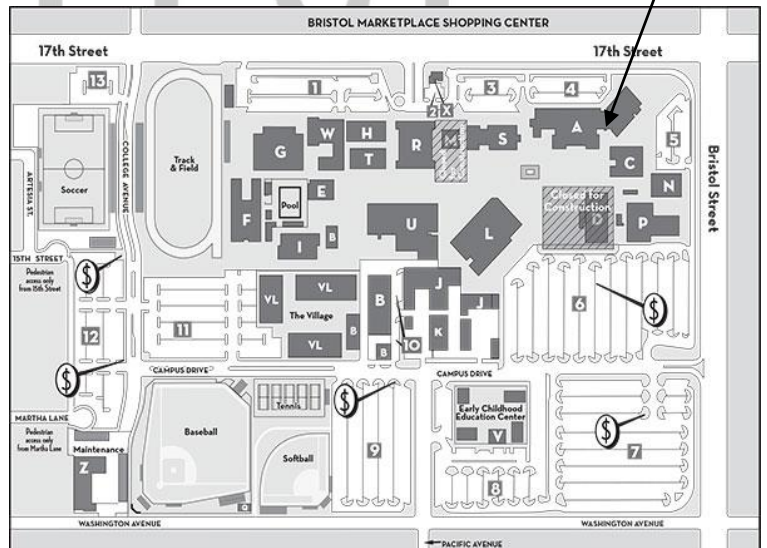 BRISTOL MARKETPLACE SHOPPING CENTER
17th Street
17th Street
13
1
3
4
2
X
5
COLLEGE AVENUE
ARTESIA ST.
Soccer
Track
& Field
G
W
H
T
R
M
S
A
C
N
Bristol Street
F
E
Pool
I
B
U
L
Closed for
Construction
D
P
15TH STREET
Pedestrian
access only
from 15th Street
$
12
$
11
VL
VL
The Village
VL
B
B
B
J
J
K
10
6
$
CAMPUS DRIVE
CAMPUS DRIVE
MARTHA LANE
Pedestrian
access only
from Martha Lane
Maintenance
Z
Baseball
Tennis
Softball
$
9
Early Childhood
Education Center
V
8
$
7
WASHINGTON AVENUE
WASHINGTON AVENUE
PACIFIC AVENUE